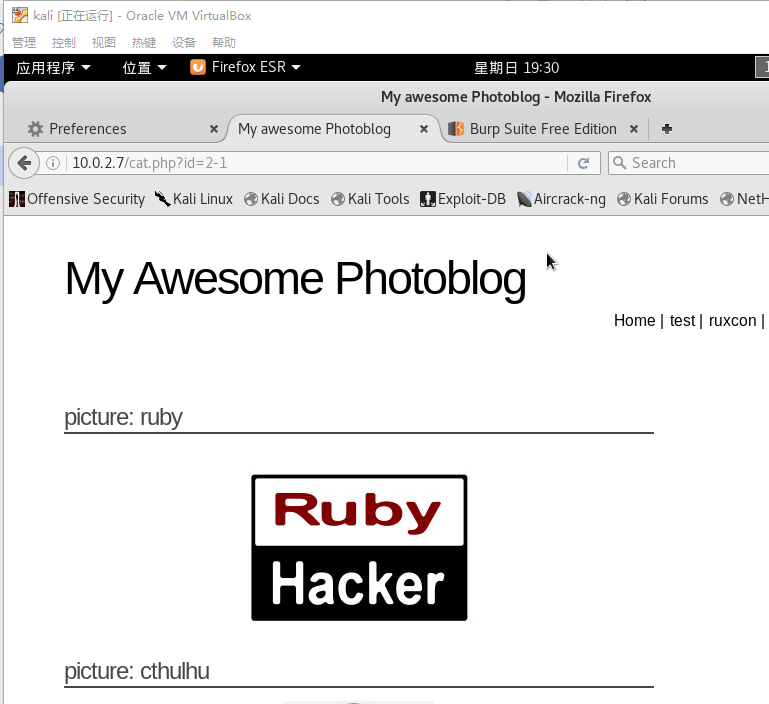 kali [正在运行] - Oracle VM VirtualBox
管理 控制 视图 热键 设备 帮助
应用程序 位置 Firefox ESR 星期日 19:30
My awesome Photoblog - Mozilla Firefox
Preferences My awesome Photoblog Burp Suite Free Edition
10.0.2.7/cat.php?id=2-1 Search
Offensive Security Kali Linux Kali Docs Kali Tools Exploit-DB Aircrack-ng Kali Forums NetH
My Awesome Photoblog
Home | test | ruxcon |
picture: ruby
Ruby
Hacker
picture: cthulhu